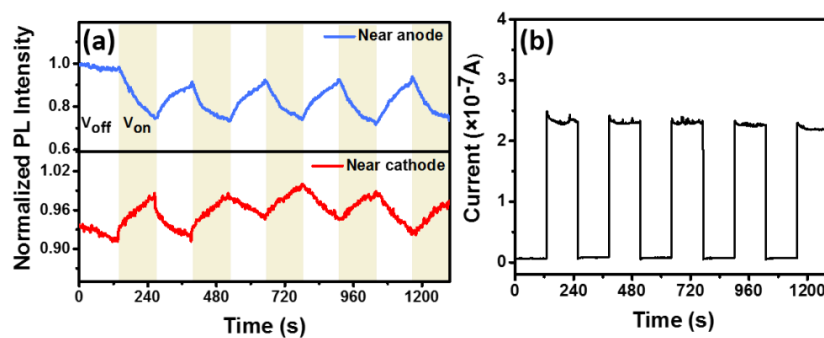 (a)
Near anode
1.0
0.8
0.6
V_off V_on
Near cathode
1.02
0.96
0.90
Normalized PL Intensity
0 240 480 720 960 1200
Time (s)
(b)
4
3
2
1
0
Current (×10⁻⁷A)
0 240 480 720 960 1200
Time (s)